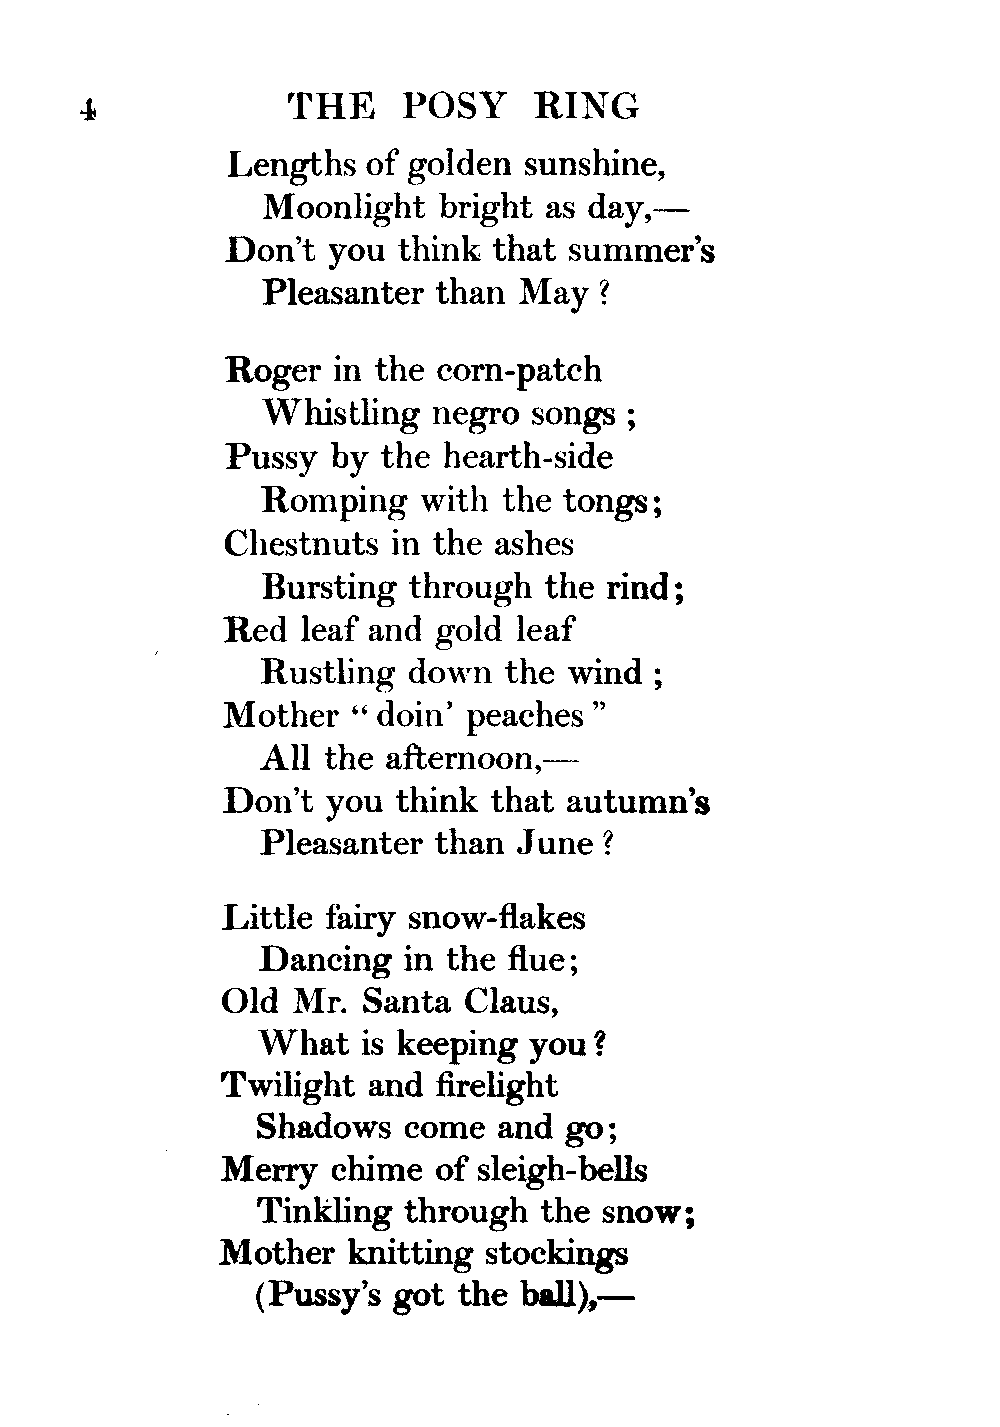 4 THE POSY RING
Lengths of golden sunshine,
Moonlight bright as day,—
Don't you think that summer's
Pleasanter than May ?
Roger in the corn-patch
Whistling negro songs ;
Pussy by the hearth-side
Romping with the tongs;
Chestnuts in the ashes
Bursting through the rind;
Red leaf and gold leaf
Rustling down the wind ;
Mother “ doin' peaches ”
All the afternoon,—
Don't you think that autumn's
Pleasanter than June ?
Little fairy snow-flakes
Dancing in the flue;
Old Mr. Santa Claus,
What is keeping you ?
Twilight and firelight
Shadows come and go;
Merry chime of sleigh-bells
Tinkling through the snow;
Mother knitting stockings
(Pussy's got the ball),—